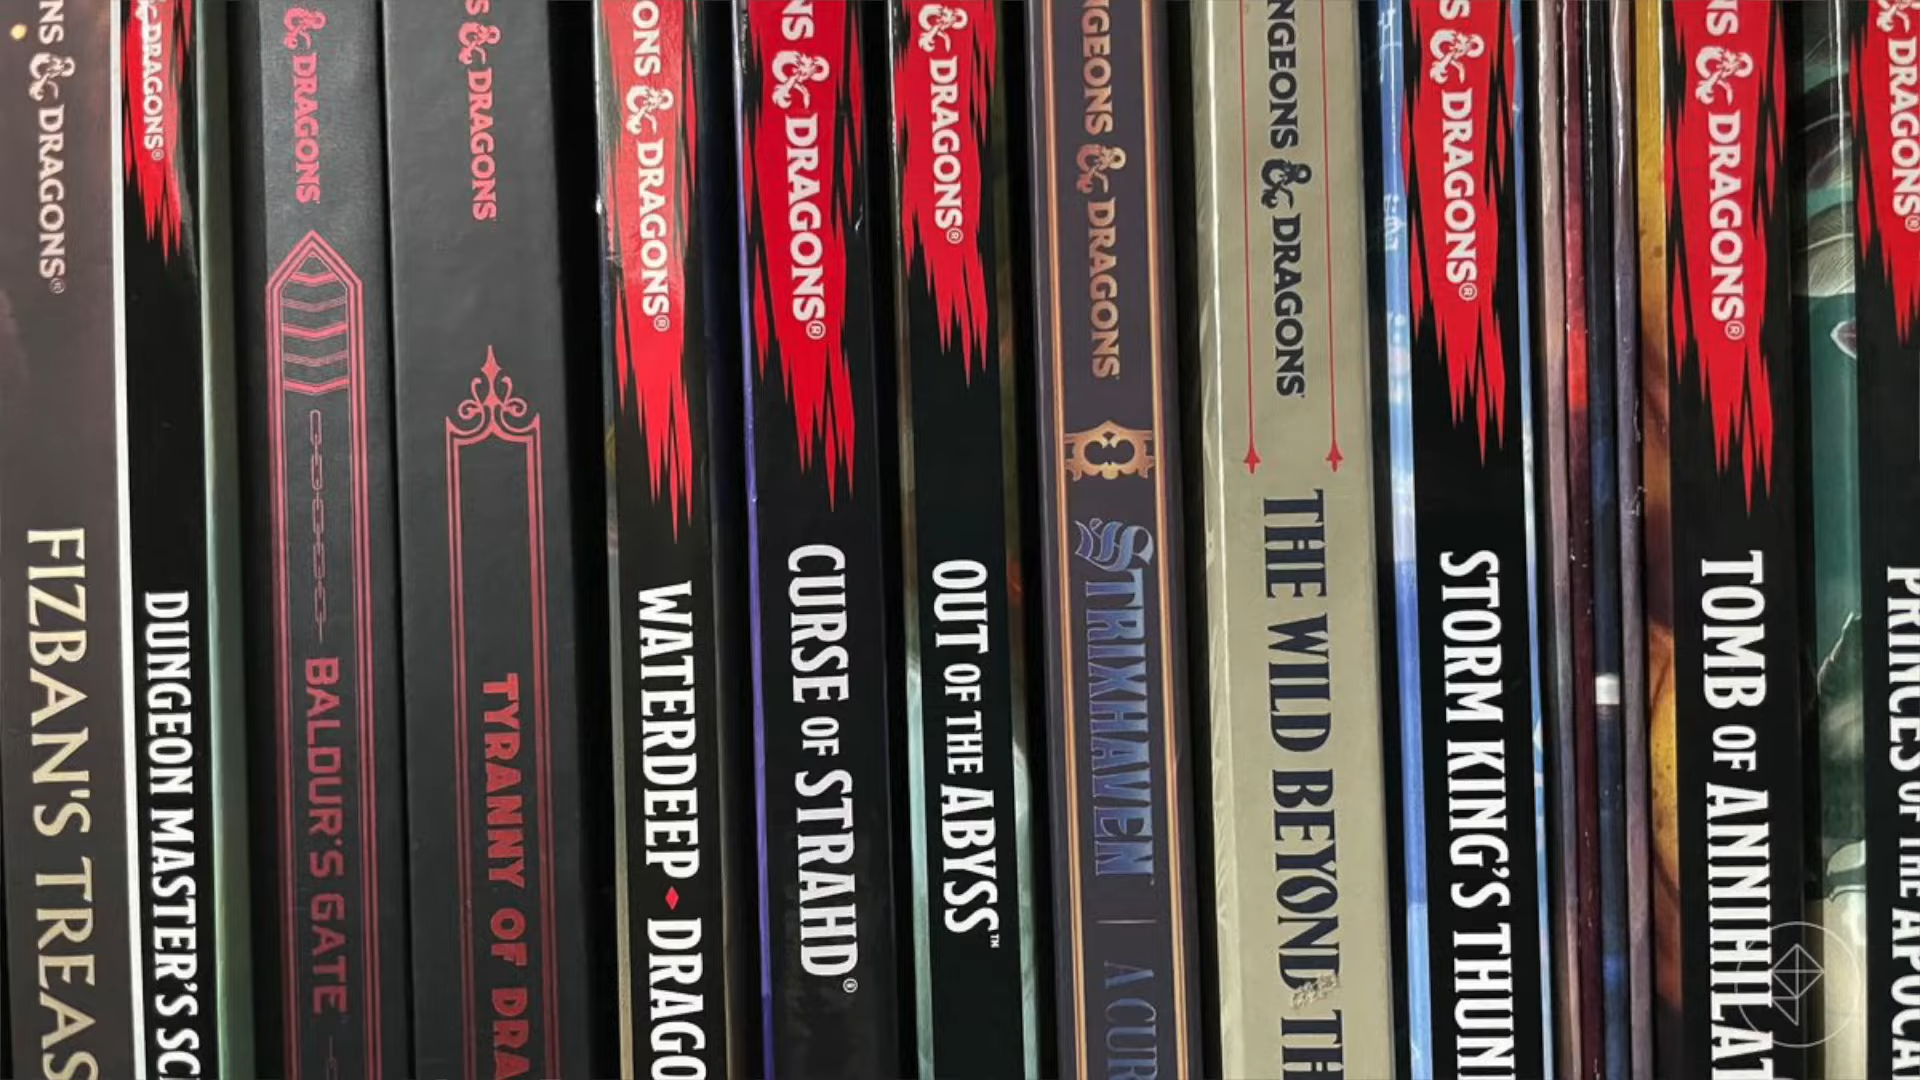 NS & DRAGONS®
FIZBAN'S TREAS
& DRAGONS®
DUNGEON MASTER'S SC
& DRAGONS
BALDUR'S GATE
S & DRAGONS
TYRANNY OF DRA
ONS & DRAGONS®
WATERDEEP ♦ DRAGO
NS & DRAGONS®
CURSE OF STRAHD®
& DRAGONS®
OUT OF THE ABYSS™
NGEONS & DRAGONS
STRIXHAVEN | A CUR
NGEONS & DRAGONS
THE WILD BEYOND TH
S & DRAGONS®
STORM KING'S THUN
NS & DRAGONS®
TOMB OF ANNIHILAT
& DRAGONS®
PRINCES OF THE APOCA